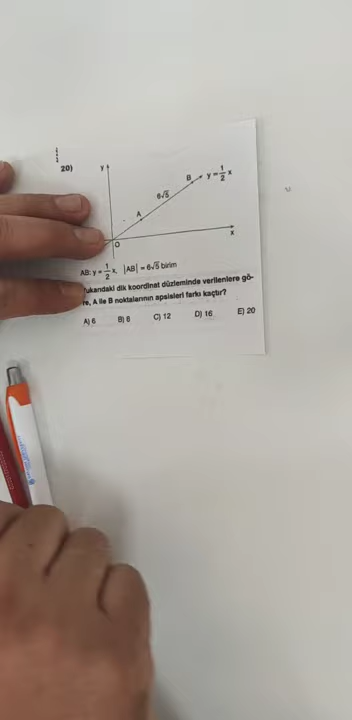 20)
y
B
y = 1/2 x
6√5
A
O
x
AB: y = 1/2 x, |AB| = 6√5 birim
ukarıdaki dik koordinat düzleminde verilenlere gö-
re, A ile B noktalarının apsisleri farkı kaçtır?
A) 6 B) 8 C) 12 D) 16 E) 20